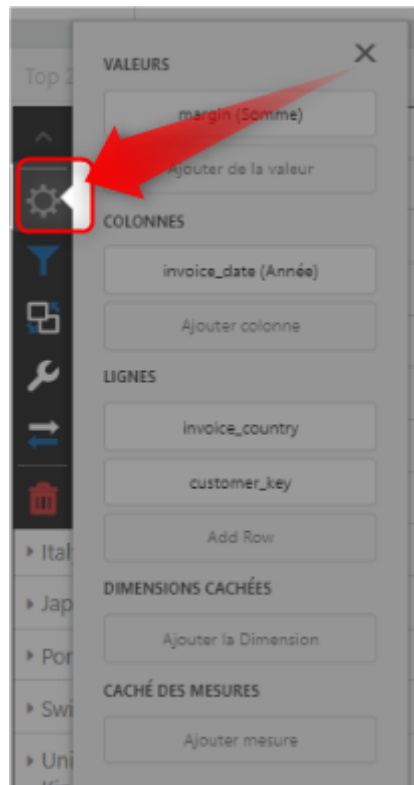 Top 2
VALEURS
margin (Somme)
Ajouter de la valeur
COLONNES
invoice_date (Année)
Ajouter colonne
LIGNES
invoice_country
customer_key
Add Row
Ital
DIMENSIONS CACHÉES
Jap
Ajouter la Dimension
Por
CACHÉ DES MESURES
Swi
Ajouter mesure
Uni